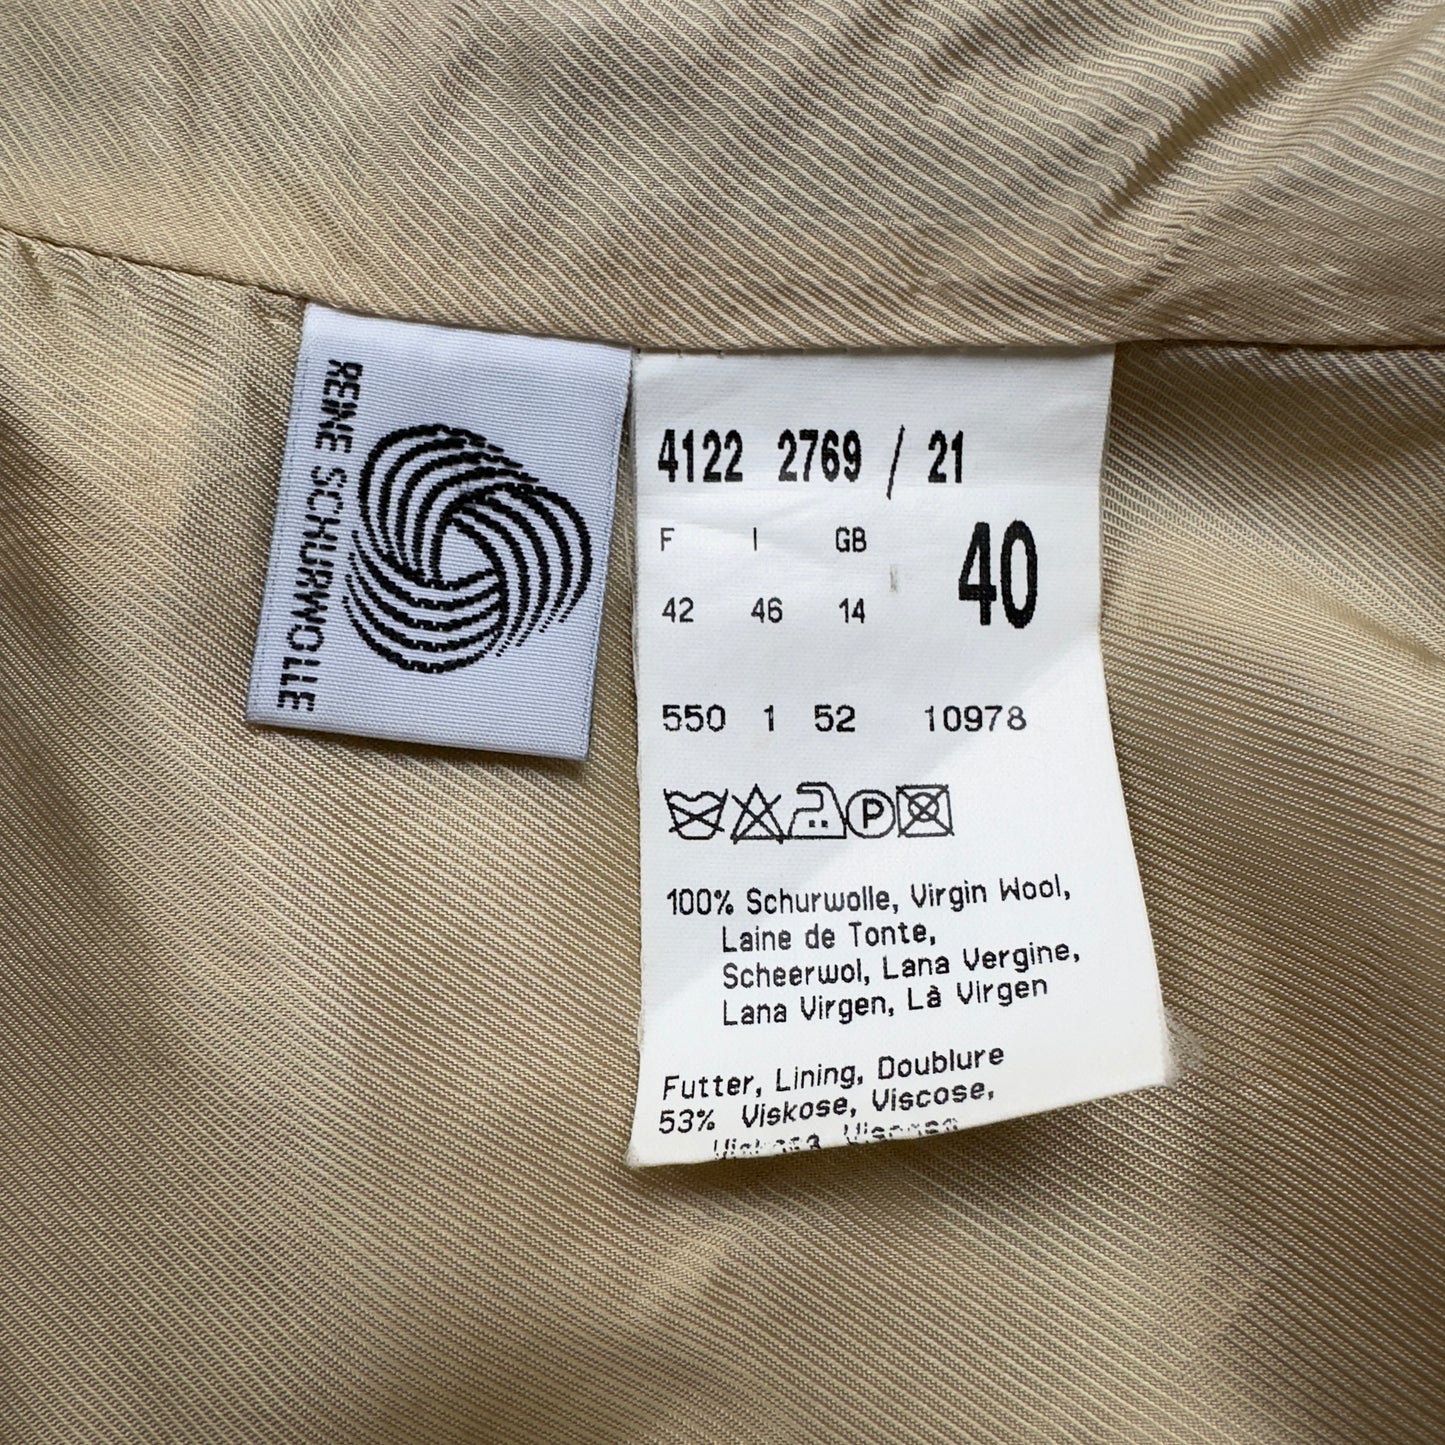 REINE SCHURWOLLE
4122 2769 / 21
F I GB
40
42 46 14
550 1 52 10978
P
100% Schurwolle, Virgin Wool,
Laine de Tonte,
Scheerwol, Lana Vergine,
Lana Virgen, Là Virgen
Futter, Lining, Doublure
53% Viskose, Viscose,